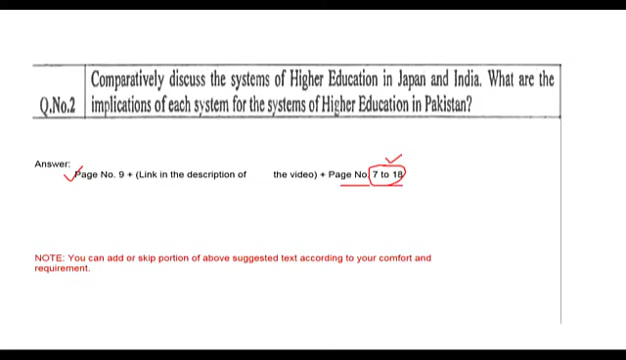 Comparatively discuss the systems of Higher Education in Japan and India. What are the
Q.No.2 implications of each system for the systems of Higher Education in Pakistan?
Answer:
Page No. 9 + (Link in the description of the video) + Page No. 7 to 18
NOTE: You can add or skip portion of above suggested text according to your comfort and
requirement.